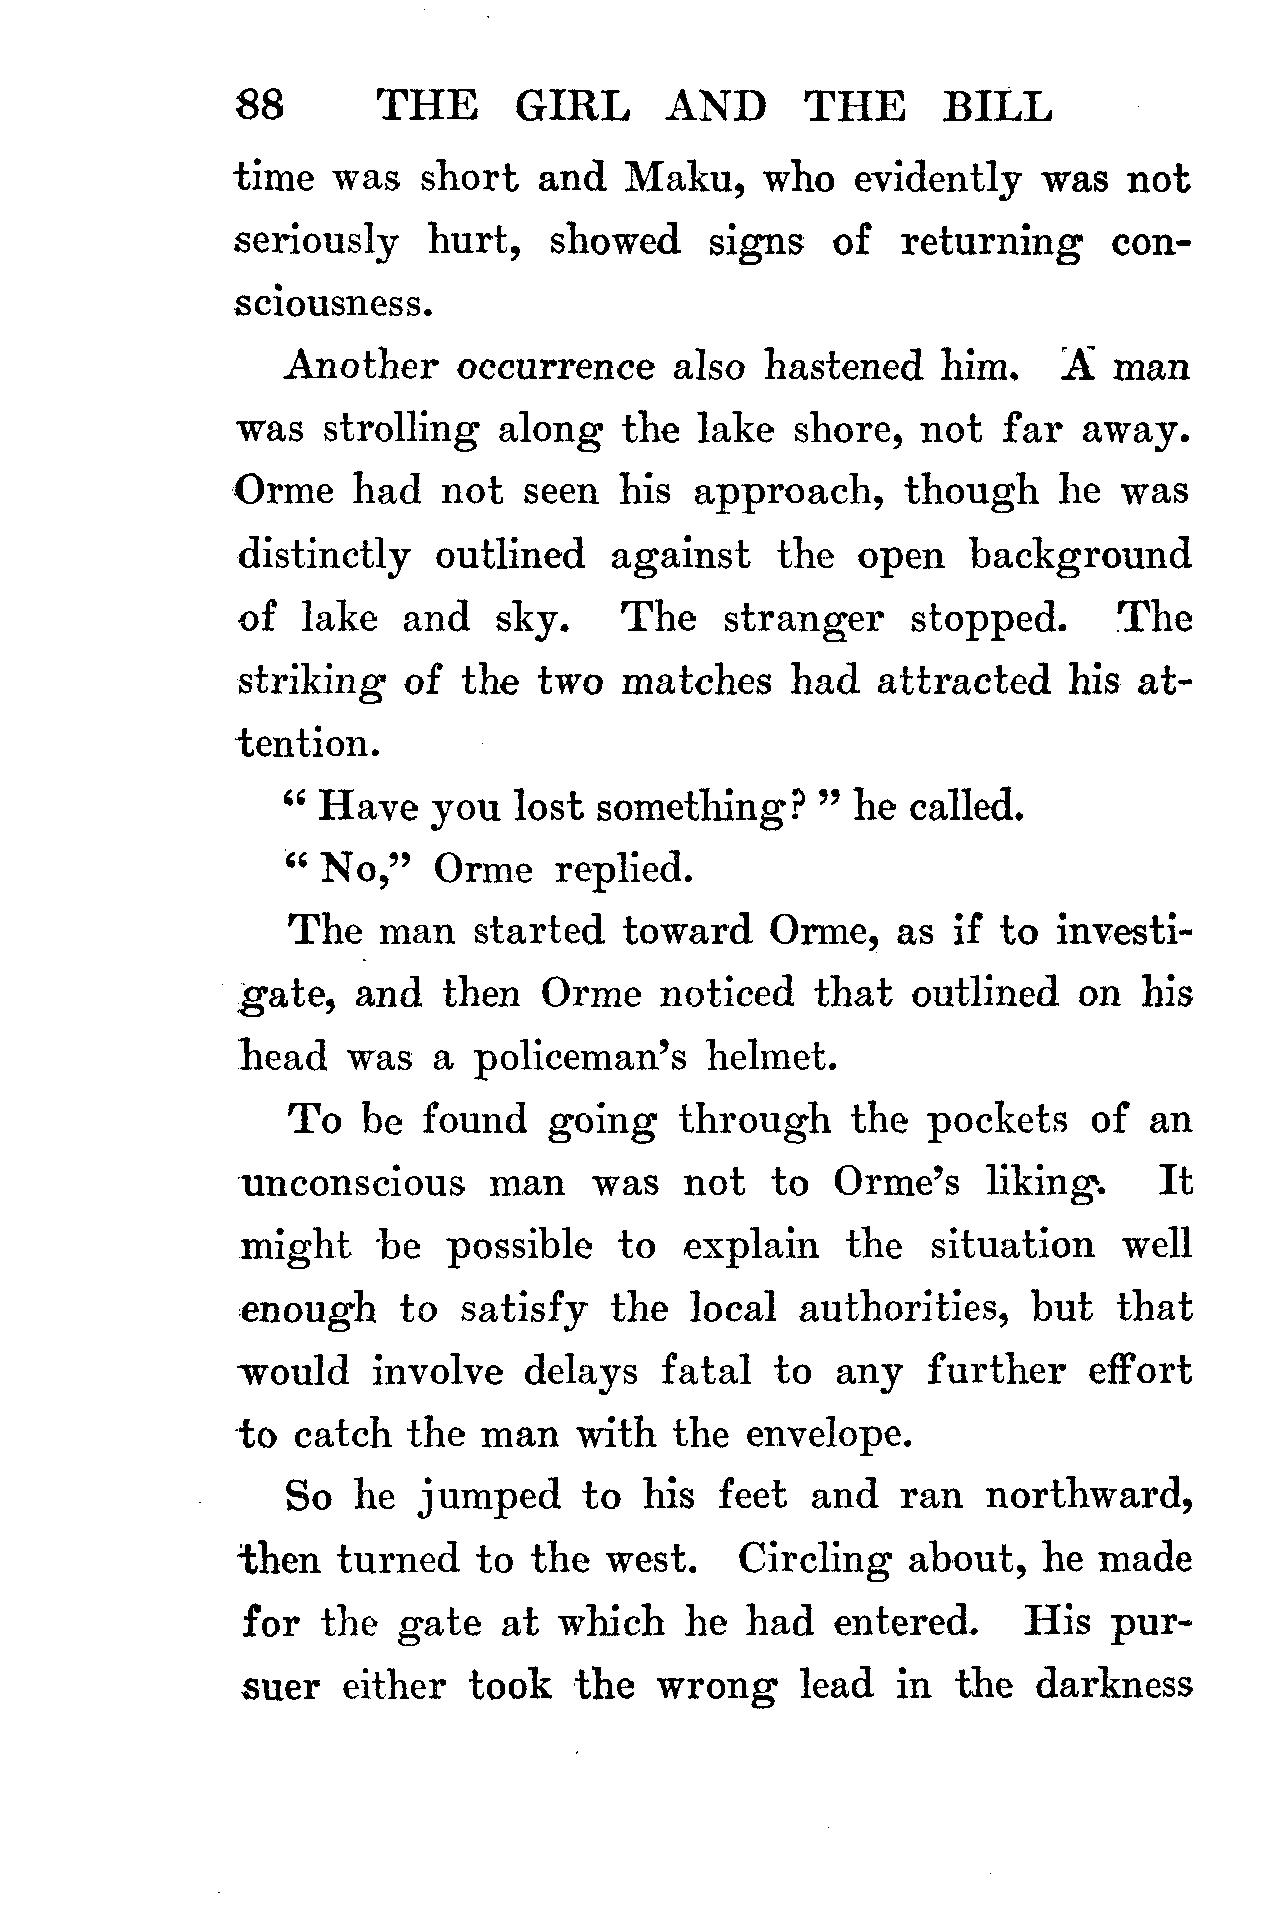 88 THE GIRL AND THE BILL
time was short and Maku, who evidently was not
seriously hurt, showed signs of returning con-
sciousness.
Another occurrence also hastened him. A man
was strolling along the lake shore, not far away.
Orme had not seen his approach, though he was
distinctly outlined against the open background
of lake and sky. The stranger stopped. The
striking of the two matches had attracted his at-
tention.
“ Have you lost something? ” he called.
“ No,” Orme replied.
The man started toward Orme, as if to investi-
gate, and then Orme noticed that outlined on his
head was a policeman’s helmet.
To be found going through the pockets of an
unconscious man was not to Orme’s liking. It
might be possible to explain the situation well
enough to satisfy the local authorities, but that
would involve delays fatal to any further effort
to catch the man with the envelope.
So he jumped to his feet and ran northward,
then turned to the west. Circling about, he made
for the gate at which he had entered. His pur-
suer either took the wrong lead in the darkness